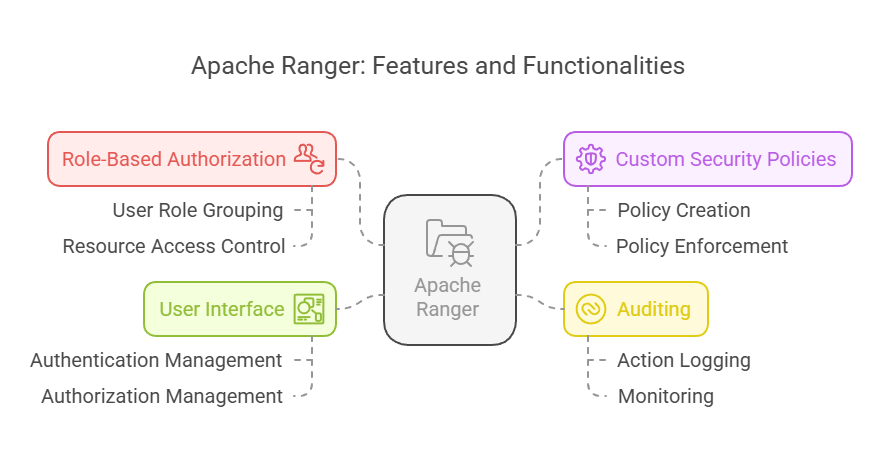 Apache Ranger: Features and Functionalities
Role-Based Authorization
User Role Grouping
Resource Access Control
User Interface
Authentication Management
Authorization Management
Apache
Ranger
Custom Security Policies
Policy Creation
Policy Enforcement
Auditing
Action Logging
Monitoring